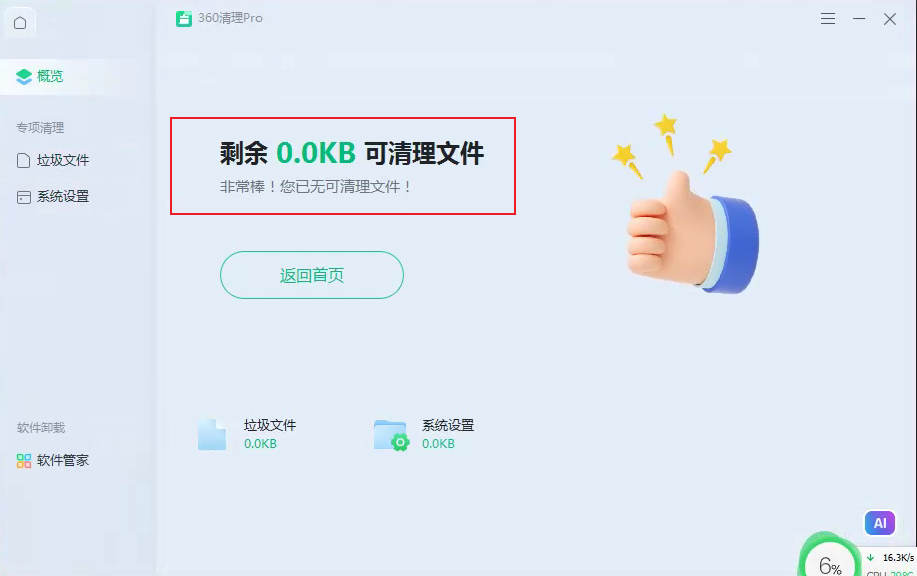 360清理Pro
概览
专项清理
垃圾文件
系统设置
剩余 0.0KB 可清理文件
非常棒！您已无可清理文件！
返回首页
垃圾文件
0.0KB
系统设置
0.0KB
软件卸载
软件管家
AI
6%
16.3K/s